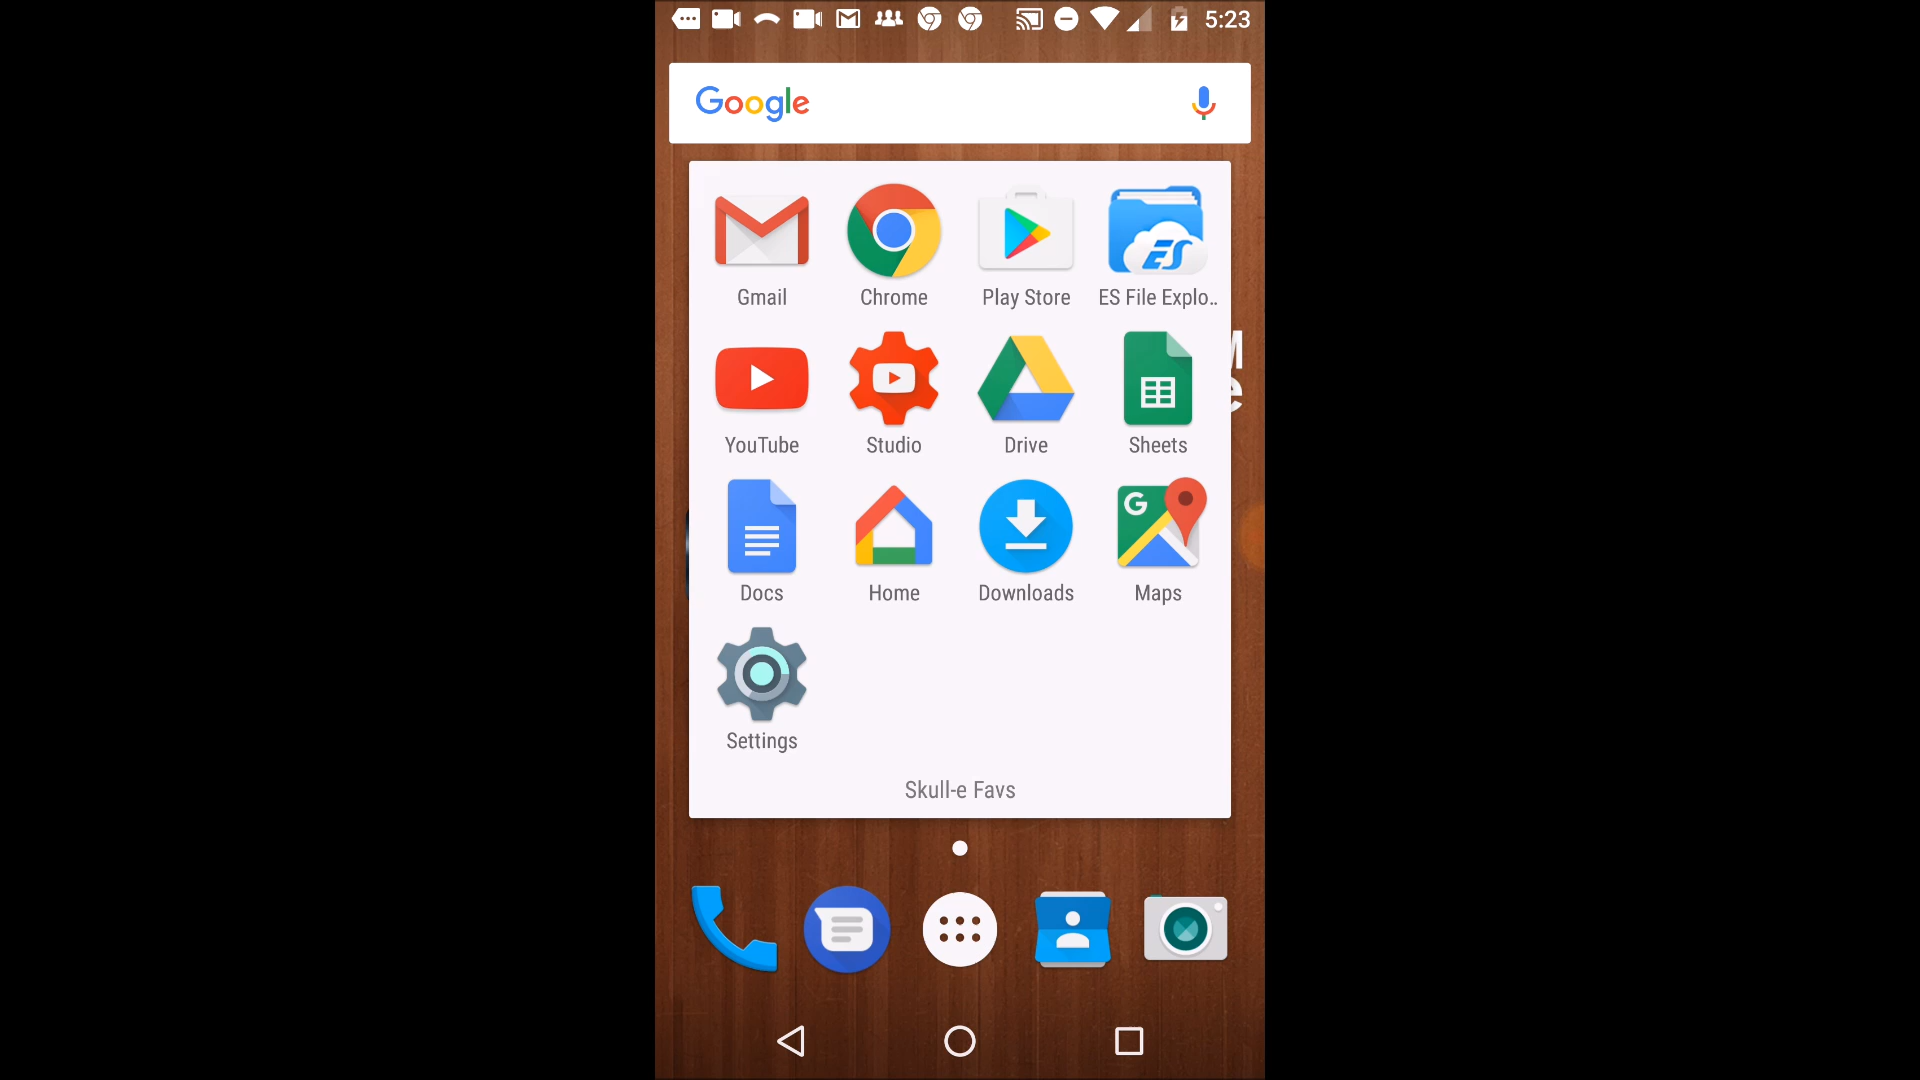 5:23
Google
Gmail Chrome Play Store ES File Explo..
YouTube Studio Drive Sheets
Docs Home Downloads Maps
Settings
Skull-e Favs